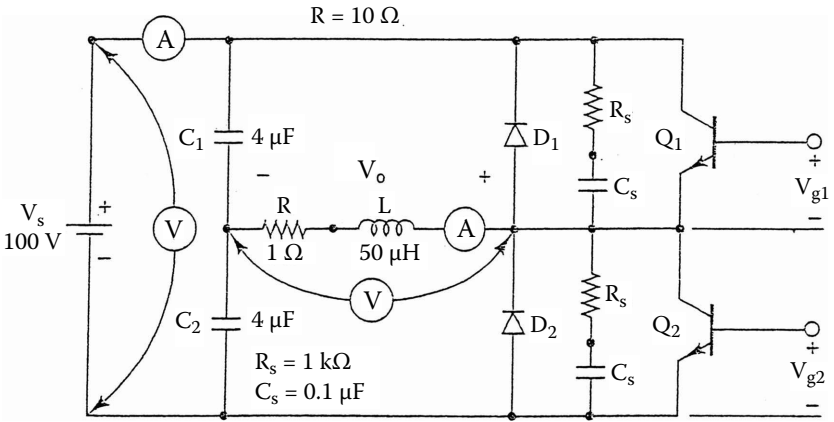 R = 10 Ω
A
C1 4 μF
D1
Rs
Cs
Q1
+
Vg1
−
− Vo +
Vs
100 V
+
−
V
R
1 Ω
L
50 μH
A
V
C2 4 μF
D2
Rs
Cs
Q2
+
Vg2
−
Rs = 1 kΩ
Cs = 0.1 μF